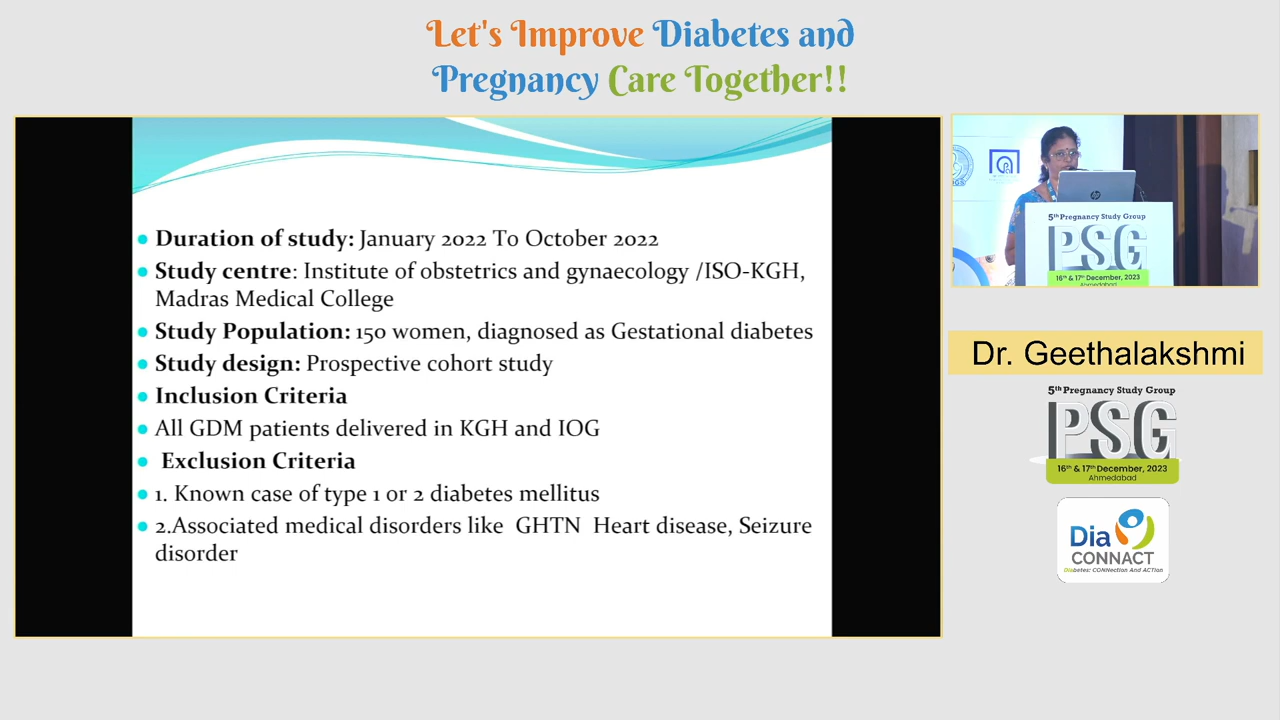 Let's Improve Diabetes and
Pregnancy Care Together!!
Duration of study: January 2022 To October 2022
Study centre: Institute of obstetrics and gynaecology /ISO-KGH,
Madras Medical College
Study Population: 150 women, diagnosed as Gestational diabetes
Study design: Prospective cohort study
Inclusion Criteria
All GDM patients delivered in KGH and IOG
Exclusion Criteria
1. Known case of type 1 or 2 diabetes mellitus
2.Associated medical disorders like GHTN Heart disease, Seizure
disorder
hp
5th Pregnancy Study Group
PSG
16th & 17th December, 2023
Ahmedabad
Dr. Geethalakshmi
5th Pregnancy Study Group
PSG
16th & 17th December, 2023
Ahmedabad
Dia
CONNACT
Diabetes: CONNection And ACTion